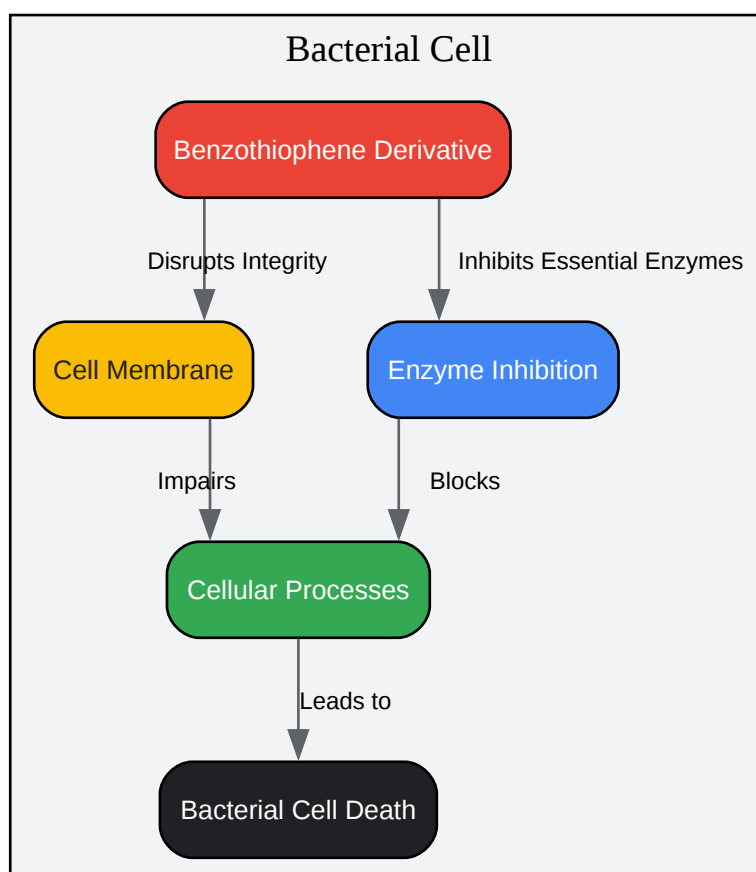 Bacterial Cell
Benzothiophene Derivative
Disrupts Integrity
Inhibits Essential Enzymes
Cell Membrane
Enzyme Inhibition
Impairs
Blocks
Cellular Processes
Leads to
Bacterial Cell Death